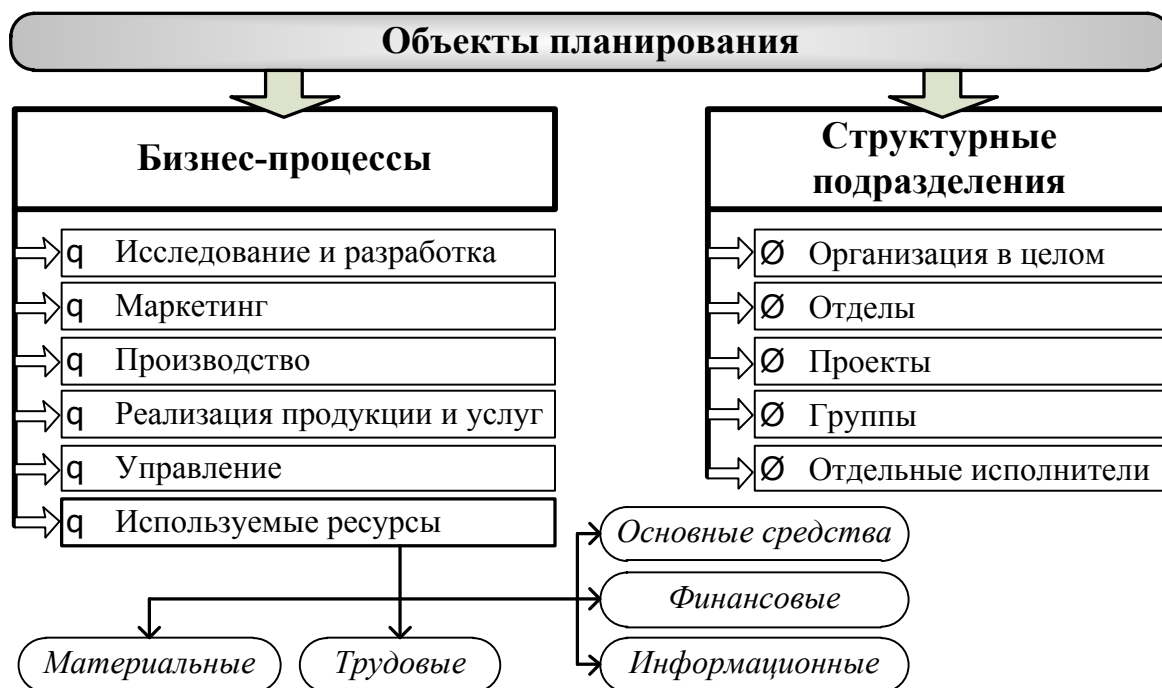 Объекты планирования
Бизнес-процессы
q Исследование и разработка
q Маркетинг
q Производство
q Реализация продукции и услуг
q Управление
q Используемые ресурсы
Структурные
подразделения
Ø Организация в целом
Ø Отделы
Ø Проекты
Ø Группы
Ø Отдельные исполнители
Основные средства
Финансовые
Информационные
Материальные
Трудовые